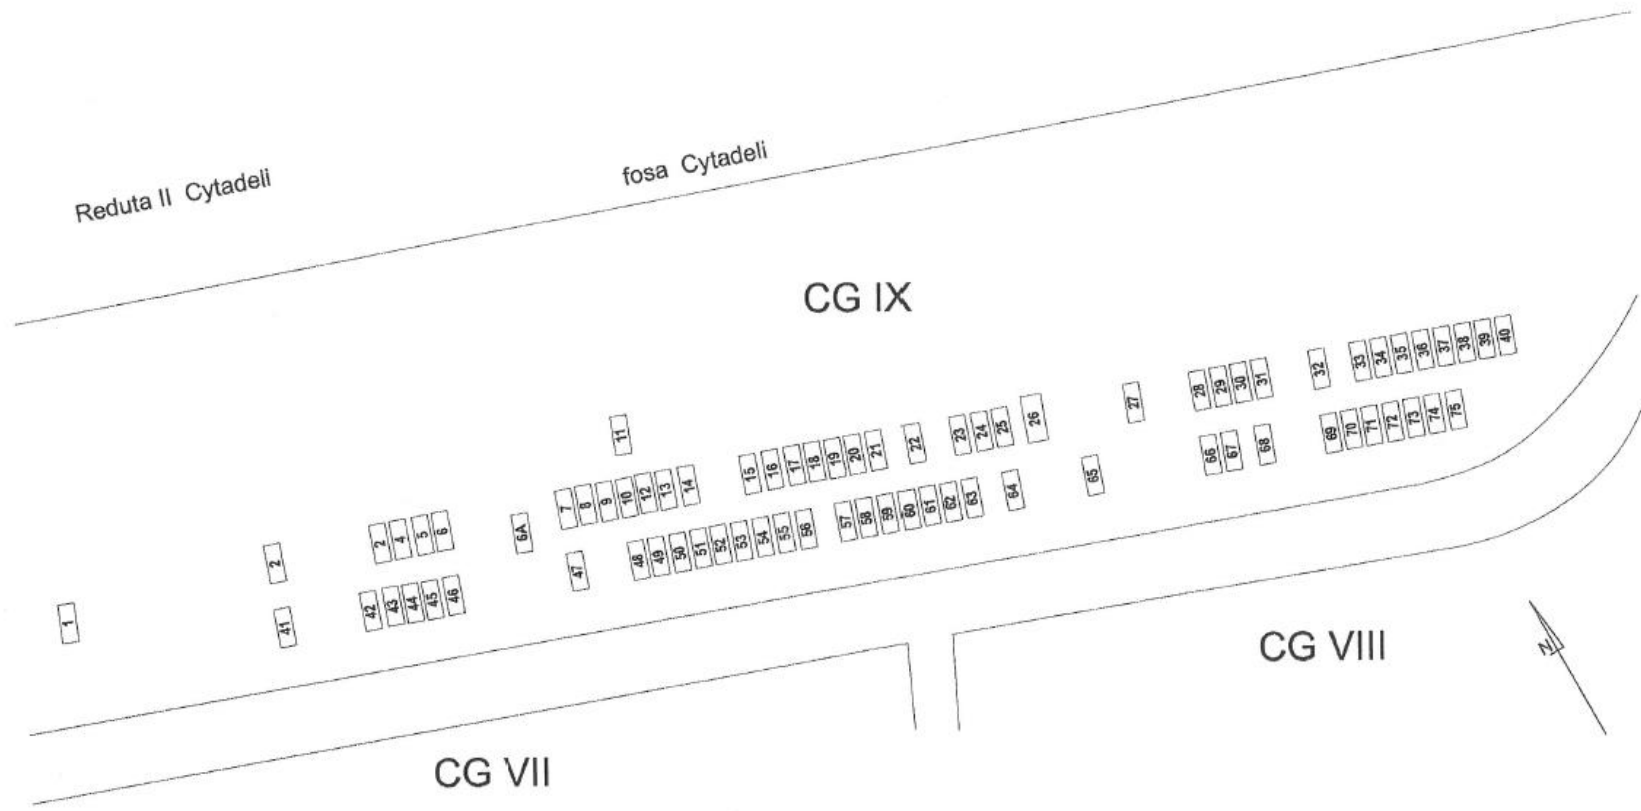 Reduta II Cytadeli
fosa Cytadeli
CG IX
11
33 34 35 36 37 38 39 40
32
28 29 30 31
27
26
23 24 25
22
15 16 17 18 19 20 21
7 8 9 10 12 13 14
6A
2 4 5 6
2
1
41
42 43 44 45 46
47
48 49 50 51 52 53 54 55 56
57 58 59 60 61 62 63
64
65
66 67
68
69 70 71 72 73 74 75
CG VIII
N
CG VII